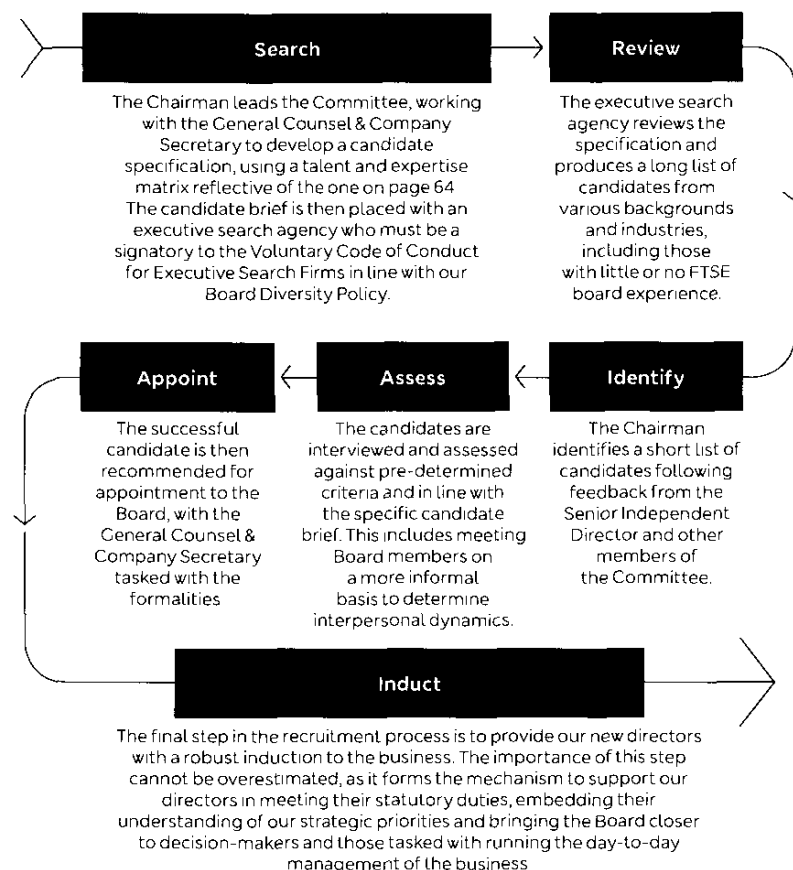 Search
The Chairman leads the Committee, working
with the General Counsel & Company
Secretary to develop a candidate
specification, using a talent and expertise
matrix reflective of the one on page 64
The candidate brief is then placed with an
executive search agency who must be a
signatory to the Voluntary Code of Conduct
for Executive Search Firms in line with our
Board Diversity Policy.
Review
The executive search
agency reviews the
specification and
produces a long list of
candidates from
various backgrounds
and industries,
including those
with little or no FTSE
board experience.
Identify
The Chairman
identifies a short list of
candidates following
feedback from the
Senior Independent
Director and other
members of
the Committee.
Assess
The candidates are
interviewed and assessed
against pre-determined
criteria and in line with
the specific candidate
brief. This includes meeting
Board members on
a more informal
basis to determine
interpersonal dynamics.
Appoint
The successful
candidate is then
recommended for
appointment to the
Board, with the
General Counsel &
Company Secretary
tasked with the
formalities
Induct
The final step in the recruitment process is to provide our new directors
with a robust induction to the business. The importance of this step
cannot be overestimated, as it forms the mechanism to support our
directors in meeting their statutory duties, embedding their
understanding of our strategic priorities and bringing the Board closer
to decision-makers and those tasked with running the day-to-day
management of the business